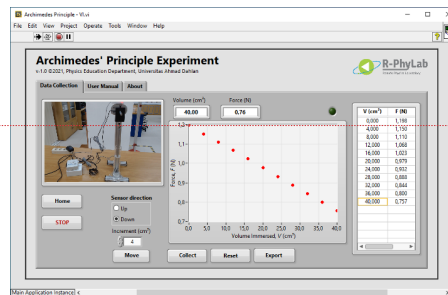 Archimedes Principle - VI.vi
File Edit View Project Operate Tools Window Help
Archimedes' Principle Experiment
v-1.0 ©2021, Physics Education Department, Universitas Ahmad Dahlan
R-PhyLab
Data Collection User Manual About
Volume (cm³) Force (N)
40.00 0,76
V (cm³) F (N)
0,000 1,198
4,000 1,150
8,000 1,110
12,000 1,068
16,000 1,023
20,000 0,979
24,000 0,932
28,000 0,888
32,000 0,844
36,000 0,800
40,000 0,757
Force, F (N)
1,2
1,1
1,0
0,9
0,8
0,7
0,0 5,0 10,0 15,0 20,0 25,0 30,0 35,0 40,0
Volume Immersed, V (cm³)
Home
STOP
Sensor direction
Up
Down
Increment (cm³)
4
Move
Collect Reset Export
Main Application Instance